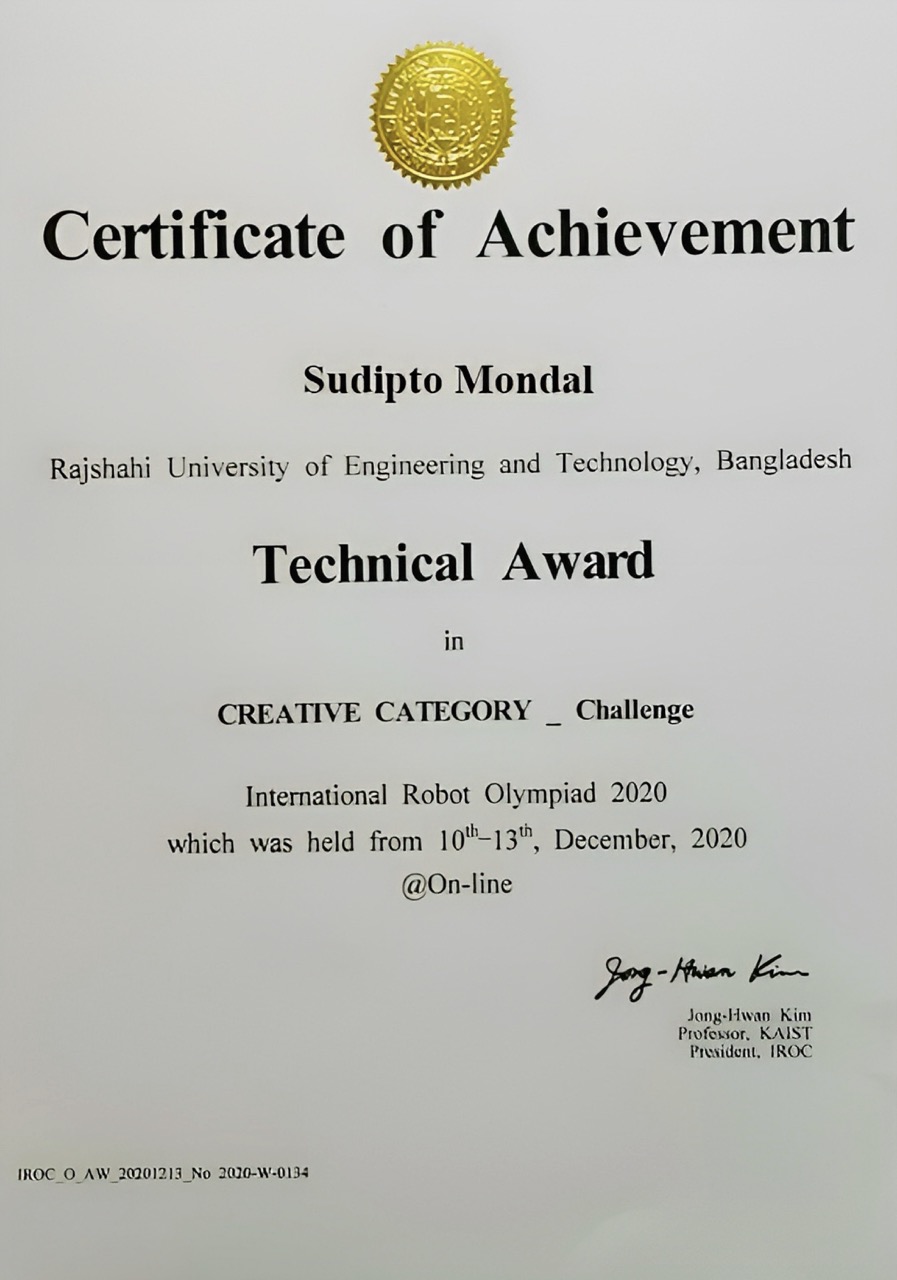 Certificate of Achievement
Sudipto Mondal
Rajshahi University of Engineering and Technology, Bangladesh
Technical Award
in
CREATIVE CATEGORY _ Challenge
International Robot Olympiad 2020
which was held from 10th–13th, December, 2020
@On-line
Jong-Hwan Kim
Jong-Hwan Kim
Professor, KAIST
President, IROC
IROC_O_AW_20201213_No 2020-W-0134